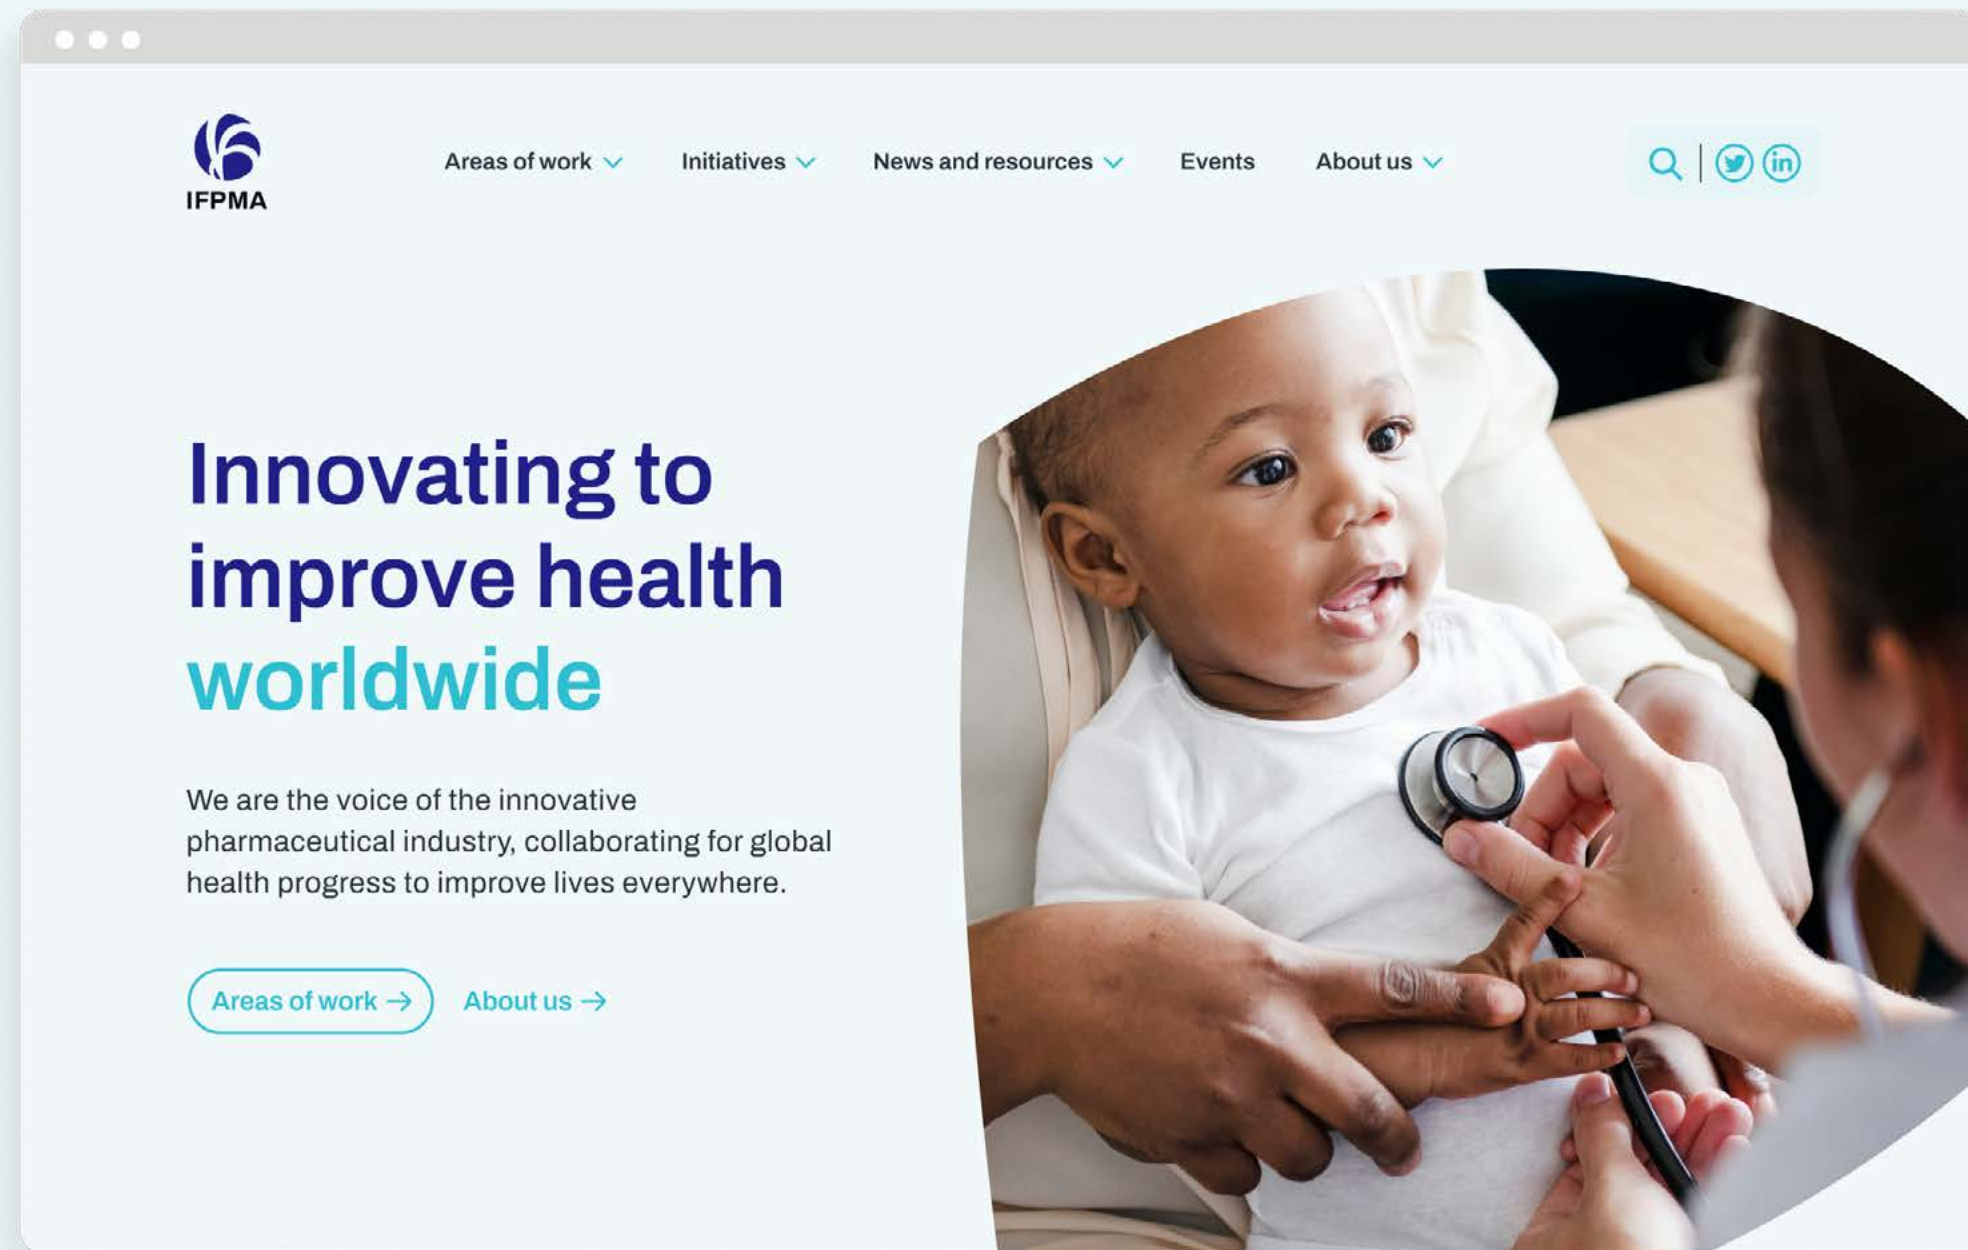 IFPMA
Areas of work
Initiatives
News and resources
Events
About us
in
Innovating to
improve health
worldwide
We are the voice of the innovative
pharmaceutical industry, collaborating for global
health progress to improve lives everywhere.
Areas of work →
About us →